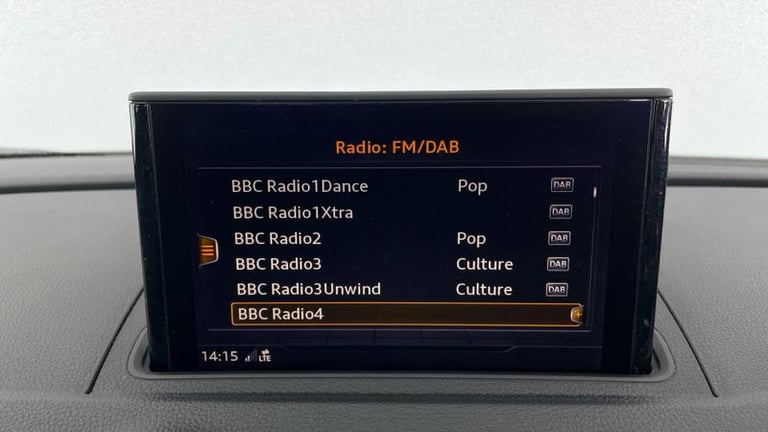 Radio: FM/DAB
BBC Radio1Dance Pop DAB
BBC Radio1Xtra DAB
BBC Radio2 Pop DAB
BBC Radio3 Culture DAB
BBC Radio3Unwind Culture DAB
BBC Radio4
14:15 LTE